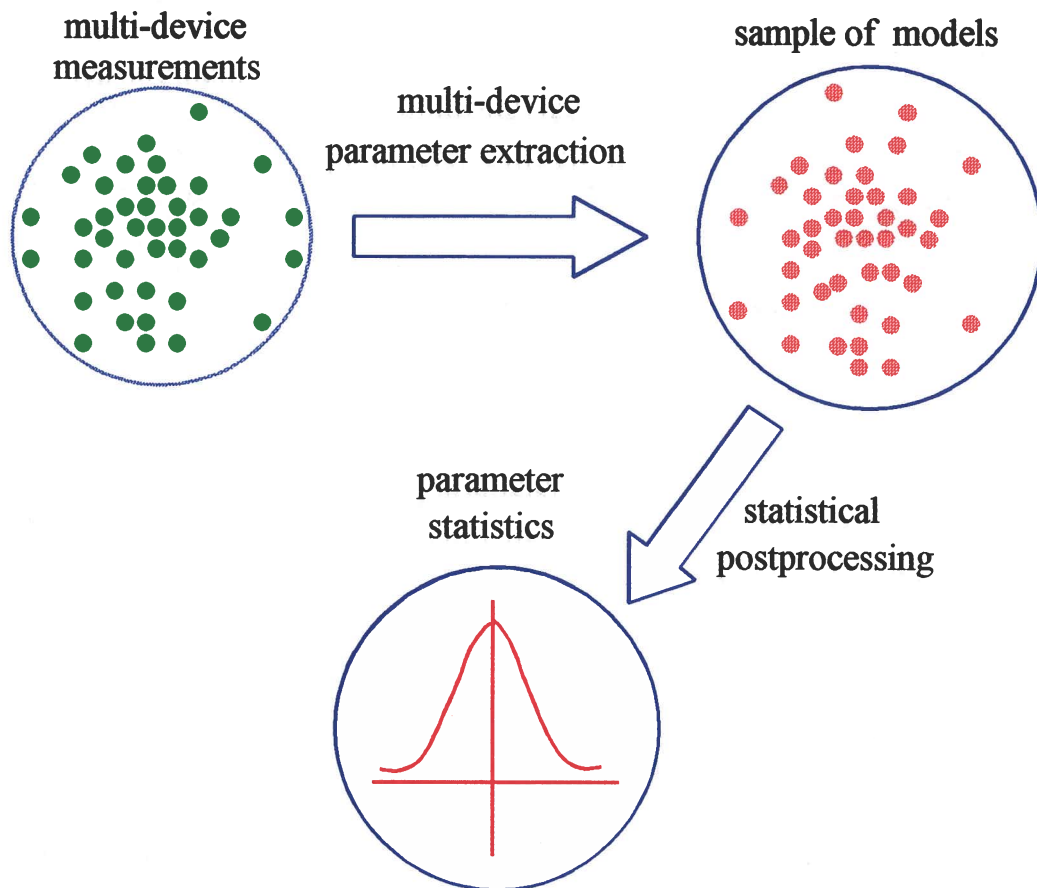 multi-device
measurements
multi-device
parameter extraction
sample of models
parameter
statistics
statistical
postprocessing